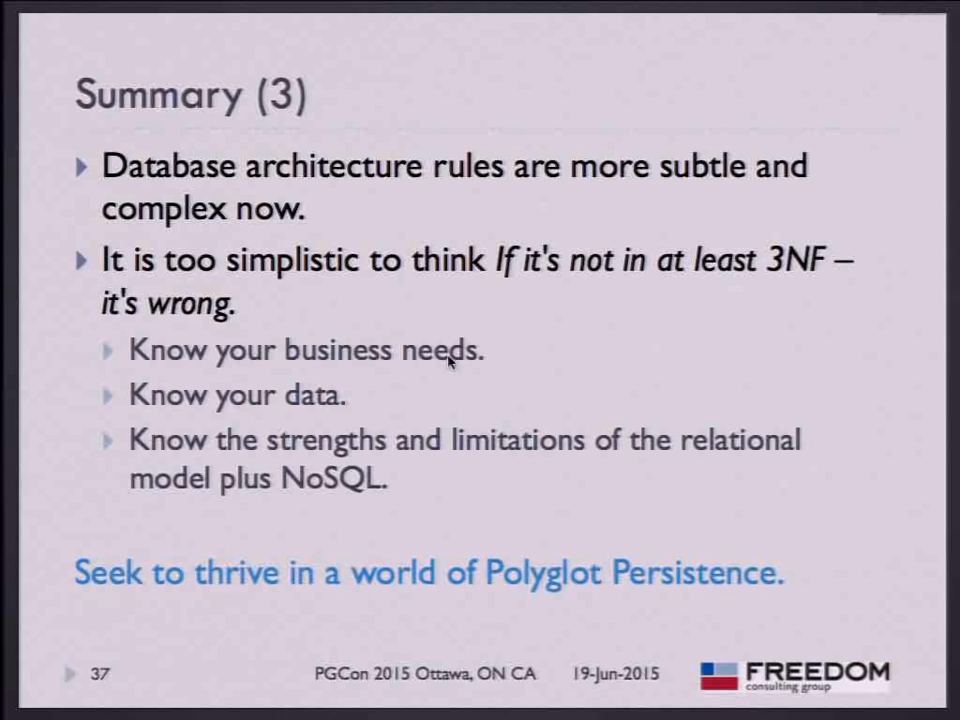 Summary (3)
Database architecture rules are more subtle and
complex now.
It is too simplistic to think If it's not in at least 3NF –
it's wrong.
Know your business needs.
Know your data.
Know the strengths and limitations of the relational
model plus NoSQL.
Seek to thrive in a world of Polyglot Persistence.
37 PGCon 2015 Ottawa, ON CA 19-Jun-2015 FREEDOM
consulting group